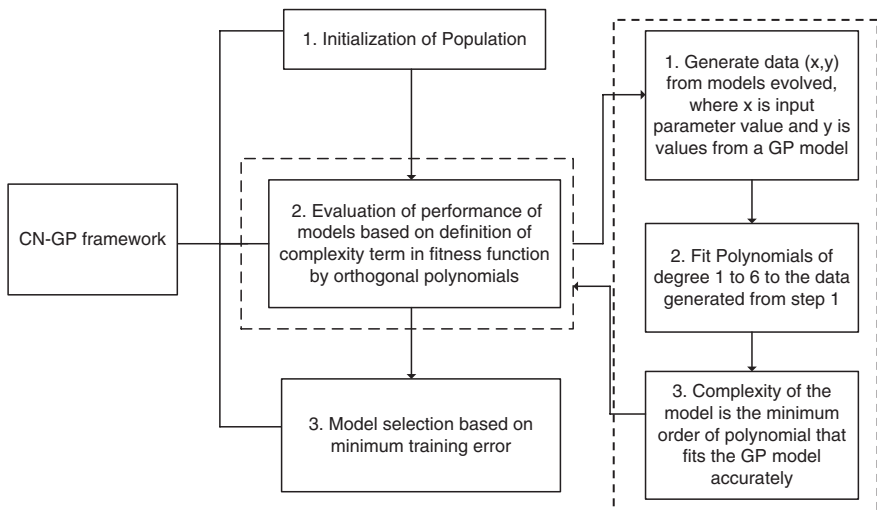 1. Initialization of Population
CN-GP framework
2. Evaluation of performance of
models based on definition of
complexity term in fitness function
by orthogonal polynomials
3. Model selection based on
minimum training error
1. Generate data (x,y)
from models evolved,
where x is input
parameter value and y is
values from a GP model
2. Fit Polynomials of
degree 1 to 6 to the data
generated from step 1
3. Complexity of the
model is the minimum
order of polynomial that
fits the GP model
accurately